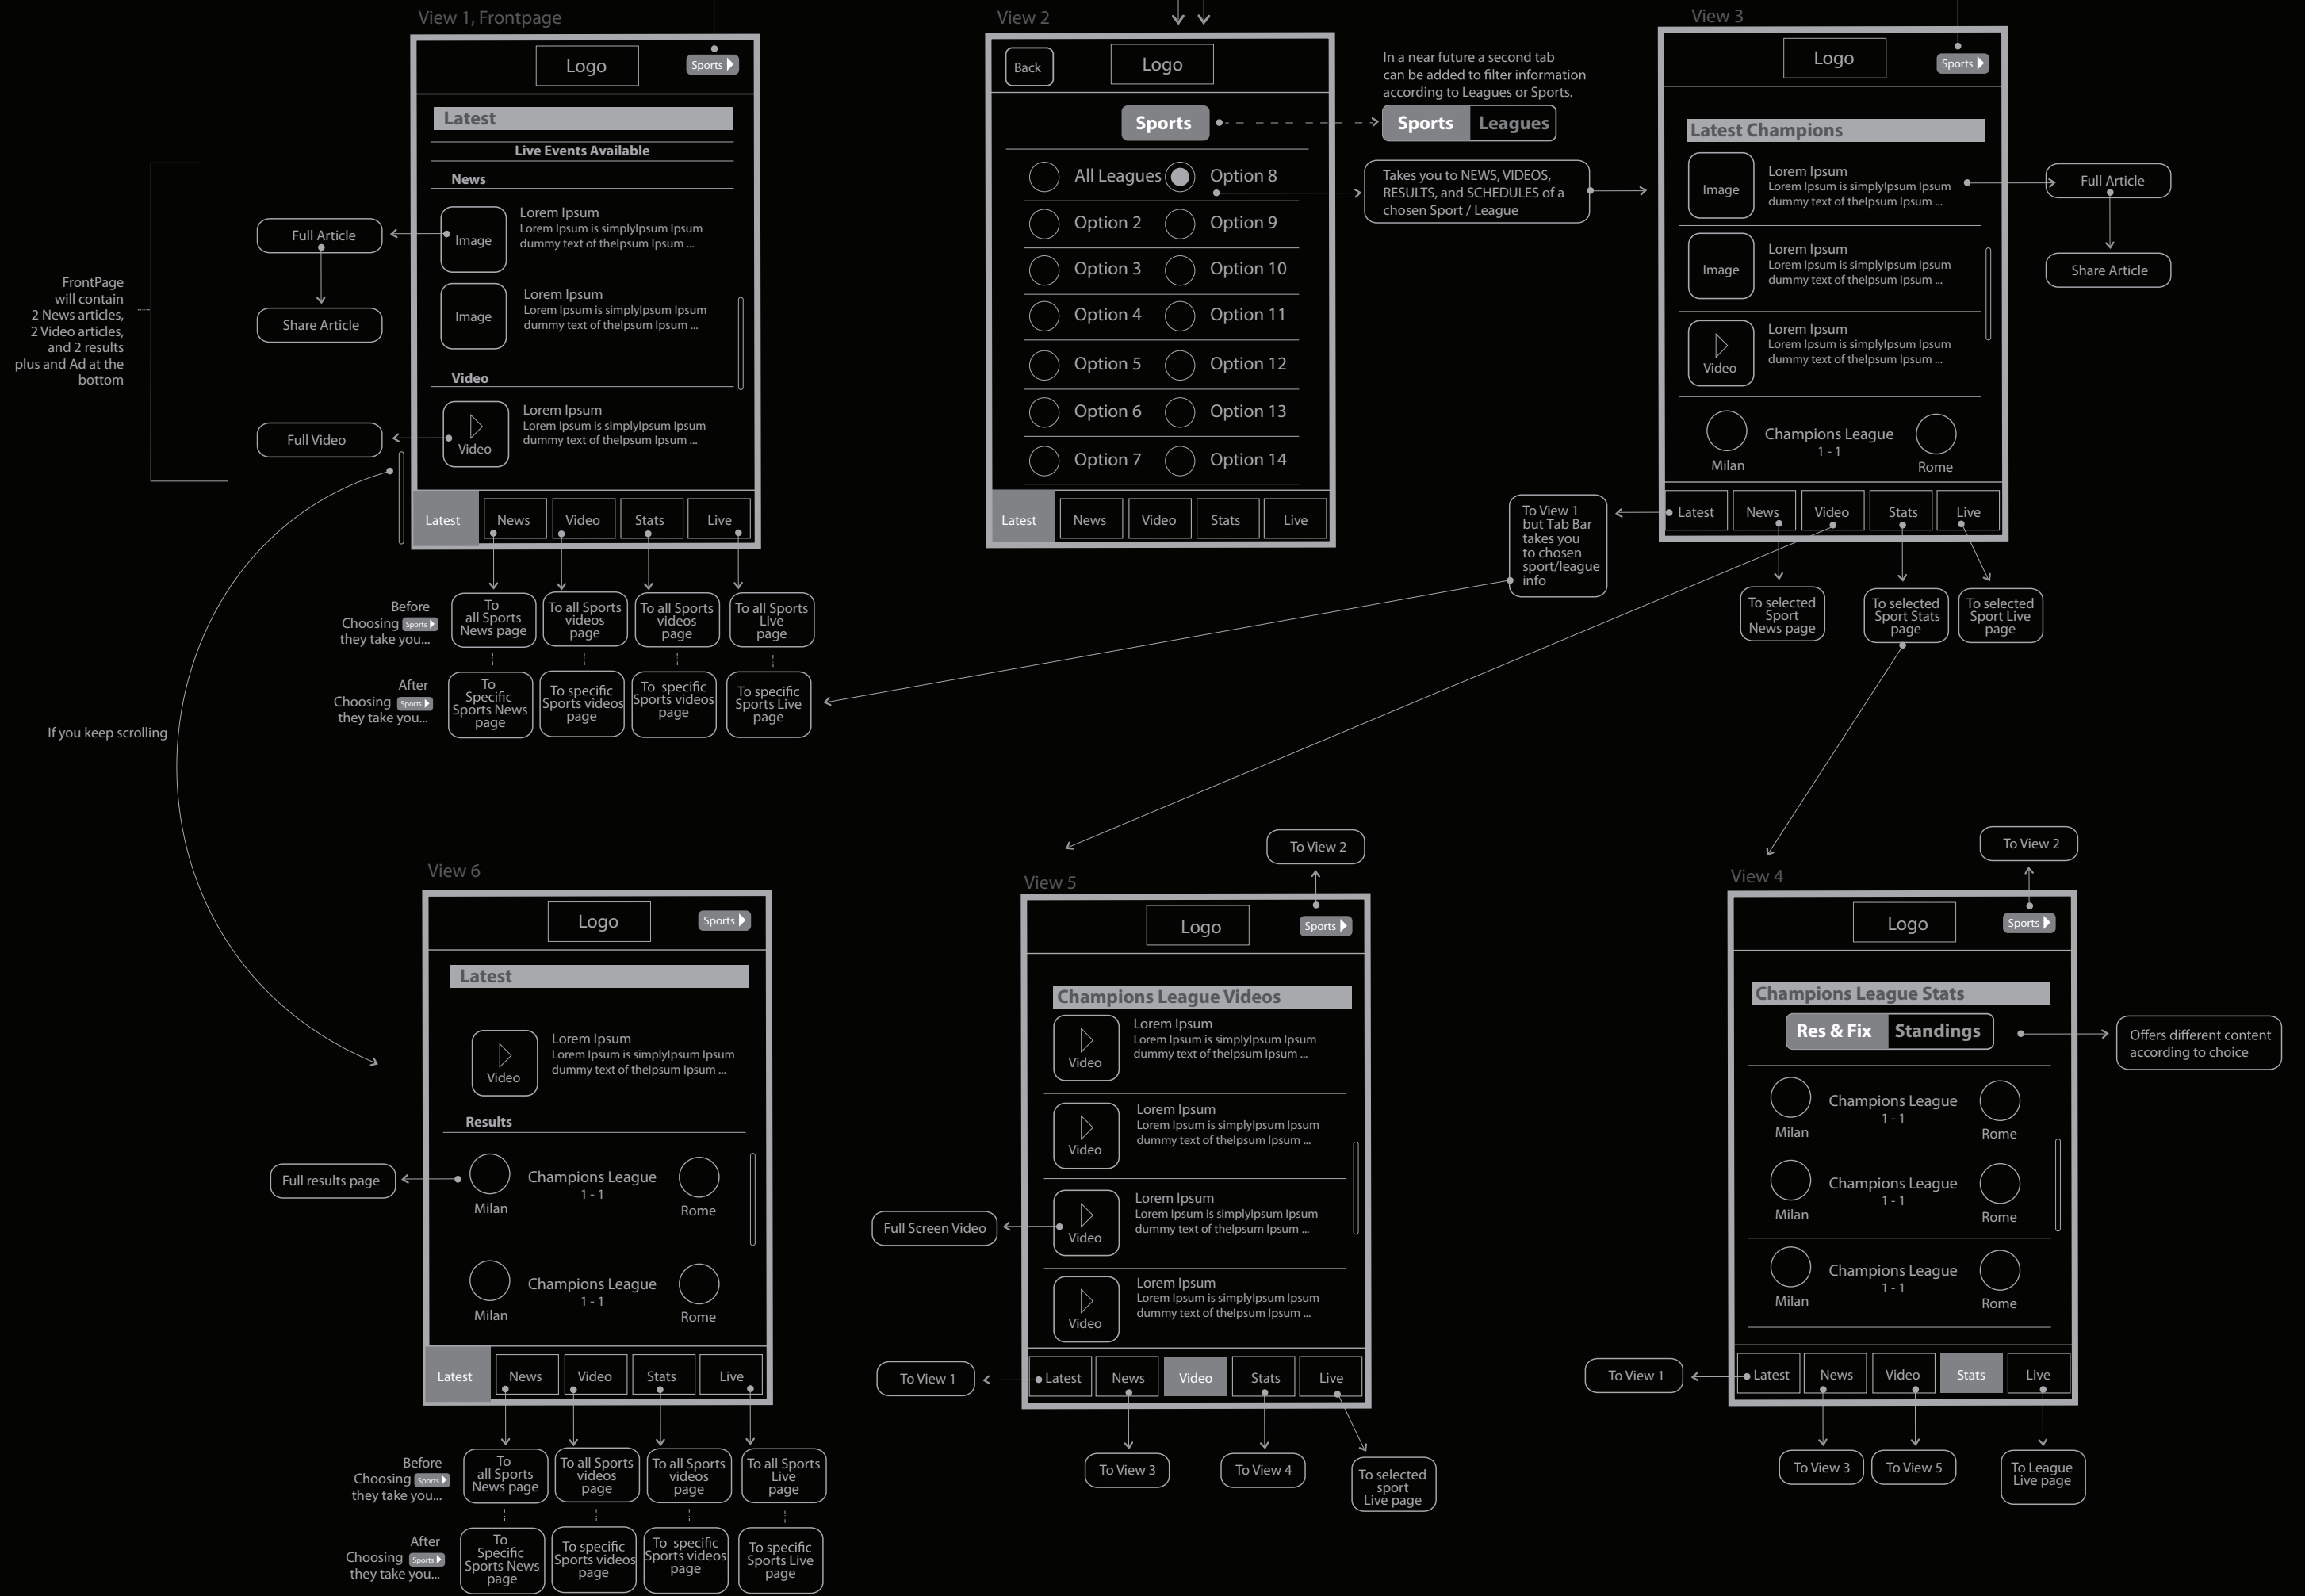 View 1, Frontpage
Logo
Sports
Latest
Live Events Available
News
Image
Lorem Ipsum
Lorem Ipsum is simplyIpsum Ipsum
dummy text of theIpsum Ipsum ...
Image
Lorem Ipsum
Lorem Ipsum is simplyIpsum Ipsum
dummy text of theIpsum Ipsum ...
Video
Video
Lorem Ipsum
Lorem Ipsum is simplyIpsum Ipsum
dummy text of theIpsum Ipsum ...
Latest
News
Video
Stats
Live
Full Article
Share Article
Full Video
FrontPage
will contain
2 News articles,
2 Video articles,
and 2 results
plus and Ad at the
bottom
Before
Choosing Sports
they take you...
To
all Sports
News page
To all Sports
videos
page
To all Sports
videos
page
To all Sports
Live
page
After
Choosing Sports
they take you...
To
Specific
Sports News
page
To specific
Sports videos
page
To specific
Sports videos
page
To specific
Sports Live
page
If you keep scrolling
View 2
Back
Logo
Sports
All Leagues
Option 8
Option 2
Option 9
Option 3
Option 10
Option 4
Option 11
Option 5
Option 12
Option 6
Option 13
Option 7
Option 14
Latest
News
Video
Stats
Live
In a near future a second tab
can be added to filter information
according to Leagues or Sports.
Sports
Leagues
Takes you to NEWS, VIDEOS,
RESULTS, and SCHEDULES of a
chosen Sport / League
View 3
Logo
Sports
Latest Champions
Image
Lorem Ipsum
Lorem Ipsum is simplyIpsum Ipsum
dummy text of theIpsum Ipsum ...
Image
Lorem Ipsum
Lorem Ipsum is simplyIpsum Ipsum
dummy text of theIpsum Ipsum ...
Video
Lorem Ipsum
Lorem Ipsum is simplyIpsum Ipsum
dummy text of theIpsum Ipsum ...
Milan
Champions League
1 - 1
Rome
Latest
News
Video
Stats
Live
Full Article
Share Article
To View 1
but Tab Bar
takes you
to chosen
sport/league
info
To selected
Sport
News page
To selected
Sport Stats
page
To selected
Sport Live
page
View 6
Logo
Sports
Latest
Video
Lorem Ipsum
Lorem Ipsum is simplyIpsum Ipsum
dummy text of theIpsum Ipsum ...
Results
Milan
Champions League
1 - 1
Rome
Milan
Champions League
1 - 1
Rome
Latest
News
Video
Stats
Live
Full results page
Before
Choosing Sports
they take you...
To
all Sports
News page
To all Sports
videos
page
To all Sports
videos
page
To all Sports
Live
page
After
Choosing Sports
they take you...
To
Specific
Sports News
page
To specific
Sports videos
page
To specific
Sports videos
page
To specific
Sports Live
page
View 5
To View 2
Logo
Sports
Champions League Videos
Video
Lorem Ipsum
Lorem Ipsum is simplyIpsum Ipsum
dummy text of theIpsum Ipsum ...
Video
Lorem Ipsum
Lorem Ipsum is simplyIpsum Ipsum
dummy text of theIpsum Ipsum ...
Video
Lorem Ipsum
Lorem Ipsum is simplyIpsum Ipsum
dummy text of theIpsum Ipsum ...
Video
Lorem Ipsum
Lorem Ipsum is simplyIpsum Ipsum
dummy text of theIpsum Ipsum ...
Latest
News
Video
Stats
Live
Full Screen Video
To View 1
To View 3
To View 4
To selected
sport
Live page
View 4
To View 2
Logo
Sports
Champions League Stats
Res & Fix
Standings
Milan
Champions League
1 - 1
Rome
Milan
Champions League
1 - 1
Rome
Milan
Champions League
1 - 1
Rome
Latest
News
Video
Stats
Live
Offers different content
according to choice
To View 1
To View 3
To View 5
To League
Live page